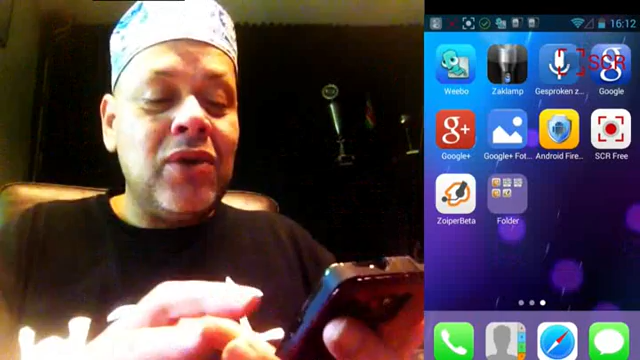 16:12
SCR
Weebo
Zaklamp
Gesproken z...
Google
Google+
Google+ Fot...
Android Fire...
SCR Free
ZoiperBeta
Folder